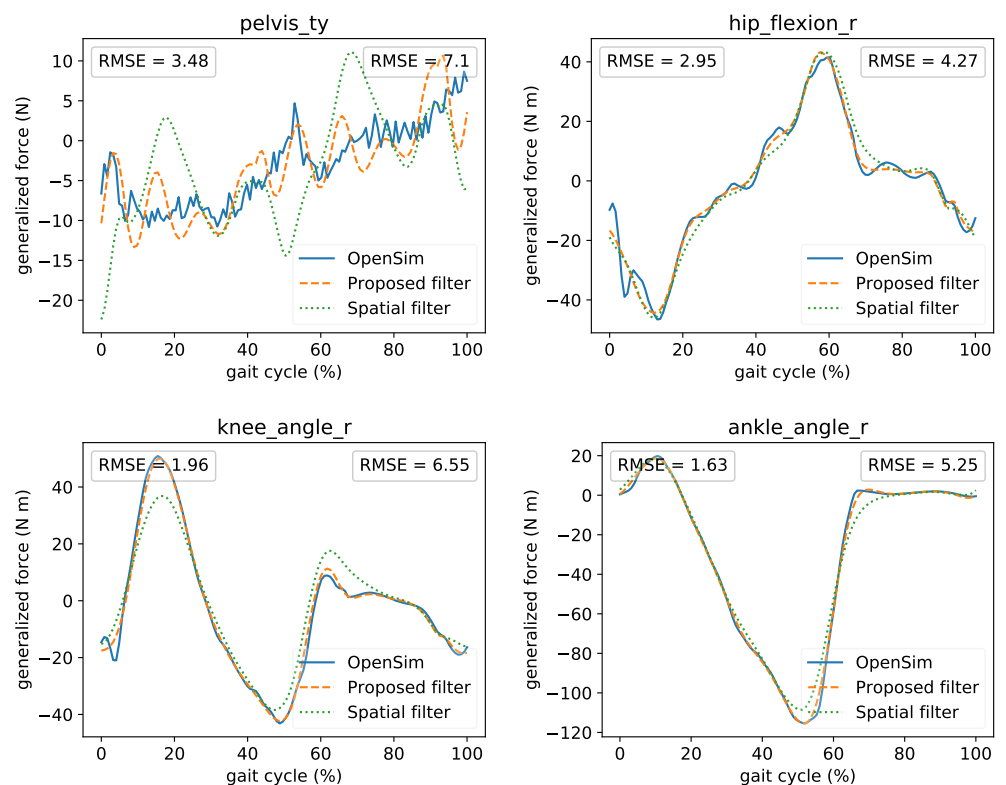 pelvis_ty
RMSE = 3.48
RMSE = 7.1
generalized force (N)
10
5
0
−5
−10
−15
−20
OpenSim
Proposed filter
Spatial filter
0 20 40 60 80 100
gait cycle (%)
hip_flexion_r
RMSE = 2.95
RMSE = 4.27
generalized force (N m)
40
20
0
−20
−40
OpenSim
Proposed filter
Spatial filter
0 20 40 60 80 100
gait cycle (%)
knee_angle_r
RMSE = 1.96
RMSE = 6.55
generalized force (N m)
40
20
0
−20
−40
OpenSim
Proposed filter
Spatial filter
0 20 40 60 80 100
gait cycle (%)
ankle_angle_r
RMSE = 1.63
RMSE = 5.25
generalized force (N m)
20
0
−20
−40
−60
−80
−100
−120
OpenSim
Proposed filter
Spatial filter
0 20 40 60 80 100
gait cycle (%)